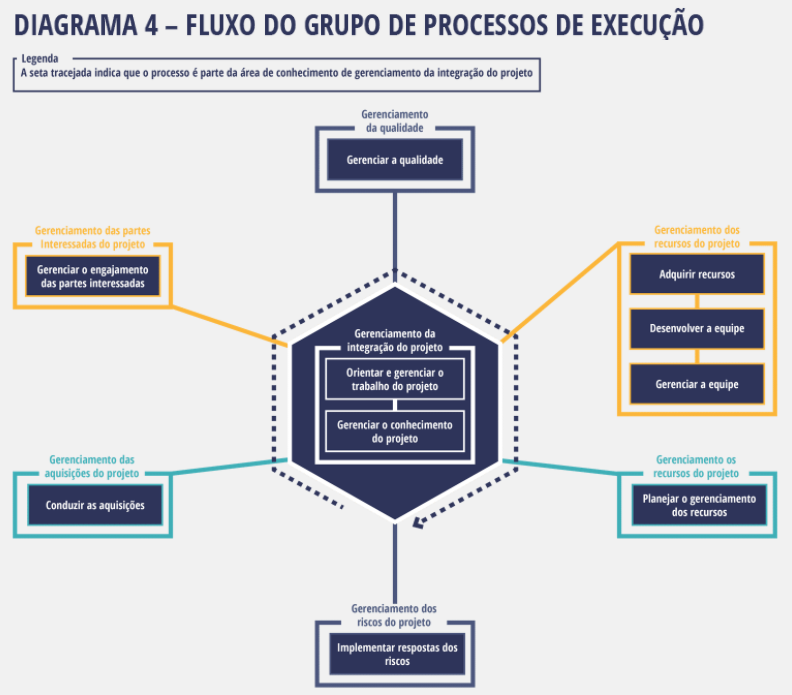 DIAGRAMA 4 – FLUXO DO GRUPO DE PROCESSOS DE EXECUÇÃO
Legenda
A seta tracejada indica que o processo é parte da área de conhecimento de gerenciamento da integração do projeto
Gerenciamento
da qualidade
Gerenciar a qualidade
Gerenciamento das partes
Interessadas do projeto
Gerenciar o engajamento
das partes interessadas
Gerenciamento dos
recursos do projeto
Adquirir recursos
Desenvolver a equipe
Gerenciar a equipe
Gerenciamento da
integração do projeto
Orientar e gerenciar o
trabalho do projeto
Gerenciar o conhecimento
do projeto
Gerenciamento das
aquisições do projeto
Conduzir as aquisições
Gerenciamento os
recursos do projeto
Planejar o gerenciamento
dos recursos
Gerenciamento dos
riscos do projeto
Implementar respostas dos
riscos